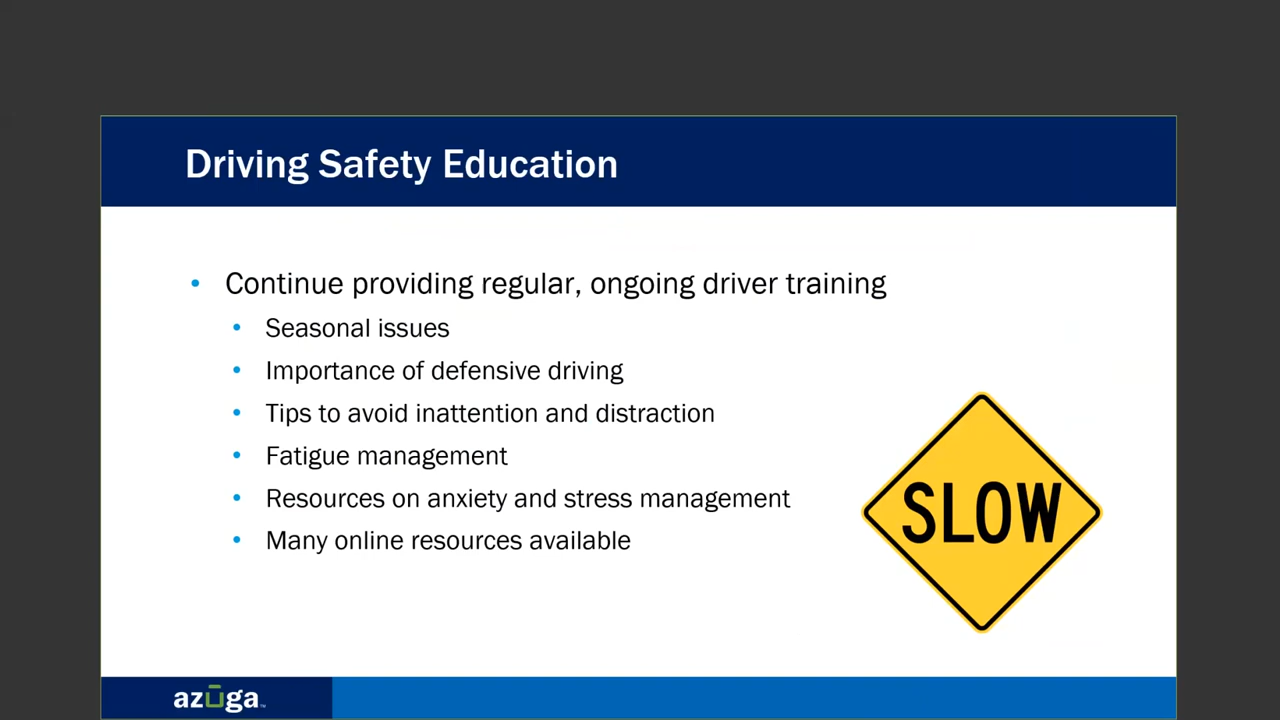 Driving Safety Education
• Continue providing regular, ongoing driver training
• Seasonal issues
• Importance of defensive driving
• Tips to avoid inattention and distraction
• Fatigue management
• Resources on anxiety and stress management
• Many online resources available
SLOW
azūga™